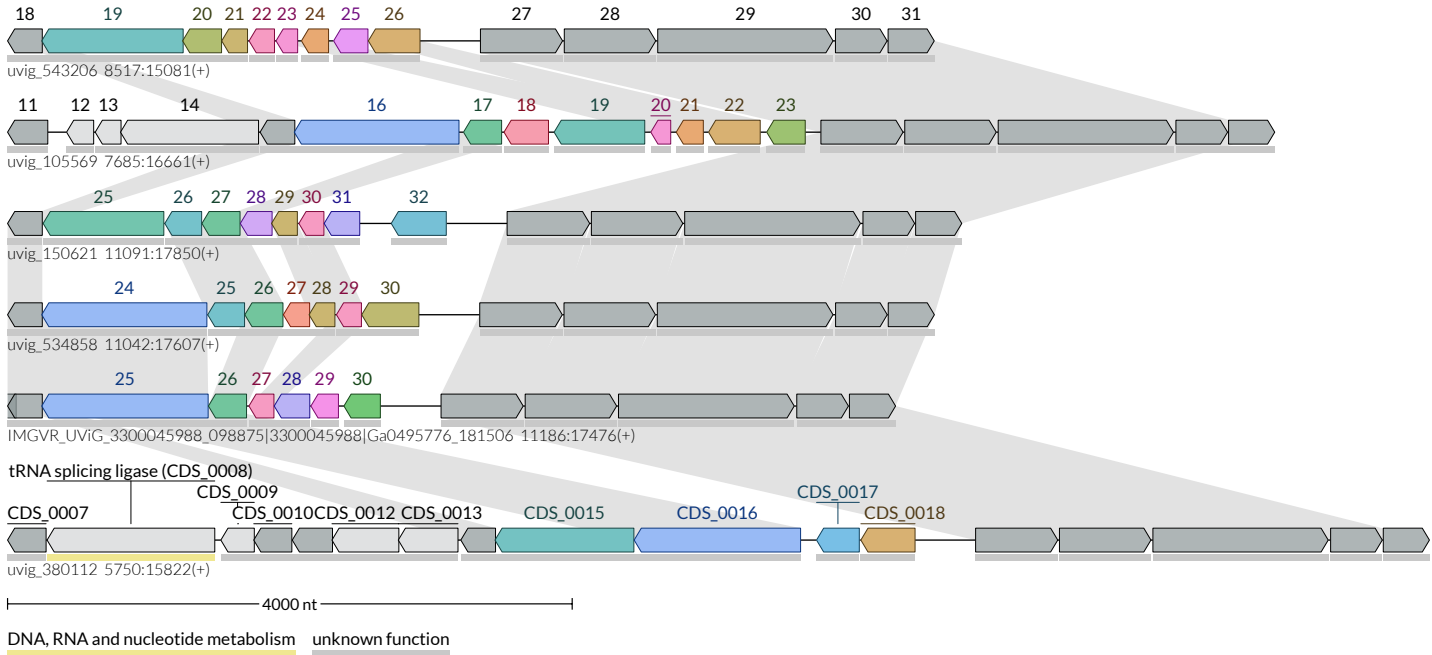 18 19 20 21 22 23 24 25 26 27 28 29 30 31
uvig_543206 8517:15081(+)
11 12 13 14 16 17 18 19 20 21 22 23
uvig_105569 7685:16661(+)
25 26 27 28 29 30 31 32
uvig_150621 11091:17850(+)
24 25 26 27 28 29 30
uvig_534858 11042:17607(+)
25 26 27 28 29 30
IMGVR_UViG_3300045988_098875|3300045988|Ga0495776_181506 11186:17476(+)
tRNA splicing ligase (CDS_0008)
CDS_0009 CDS_0017
CDS_0007 CDS_0010 CDS_0012 CDS_0013 CDS_0015 CDS_0016 CDS_0018
uvig_380112 5750:15822(+)
4000 nt
DNA, RNA and nucleotide metabolism unknown function